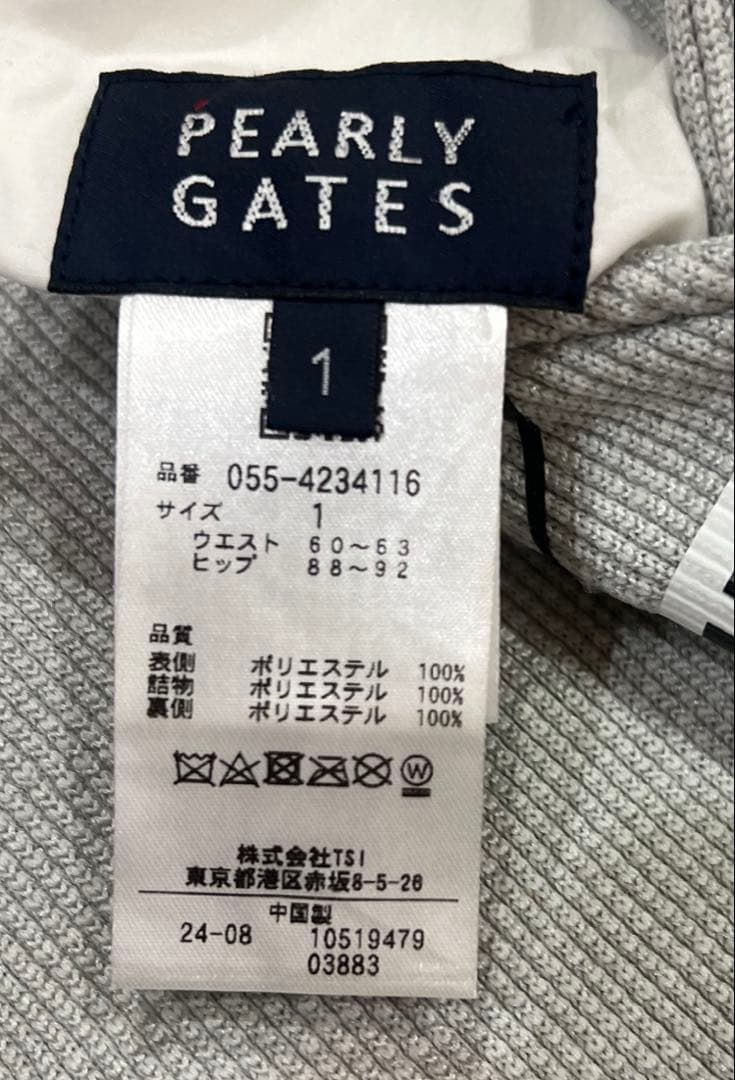 PEARLY
GATES
1
品番 055-4234116
サイズ 1
ウエスト 60～63
ヒップ 88～92
品質
表側 ポリエステル 100%
詰物 ポリエステル 100%
裏側 ポリエステル 100%
W
株式会社TSI
東京都港区赤坂8-5-26
中国製
24-08 10519479
03883